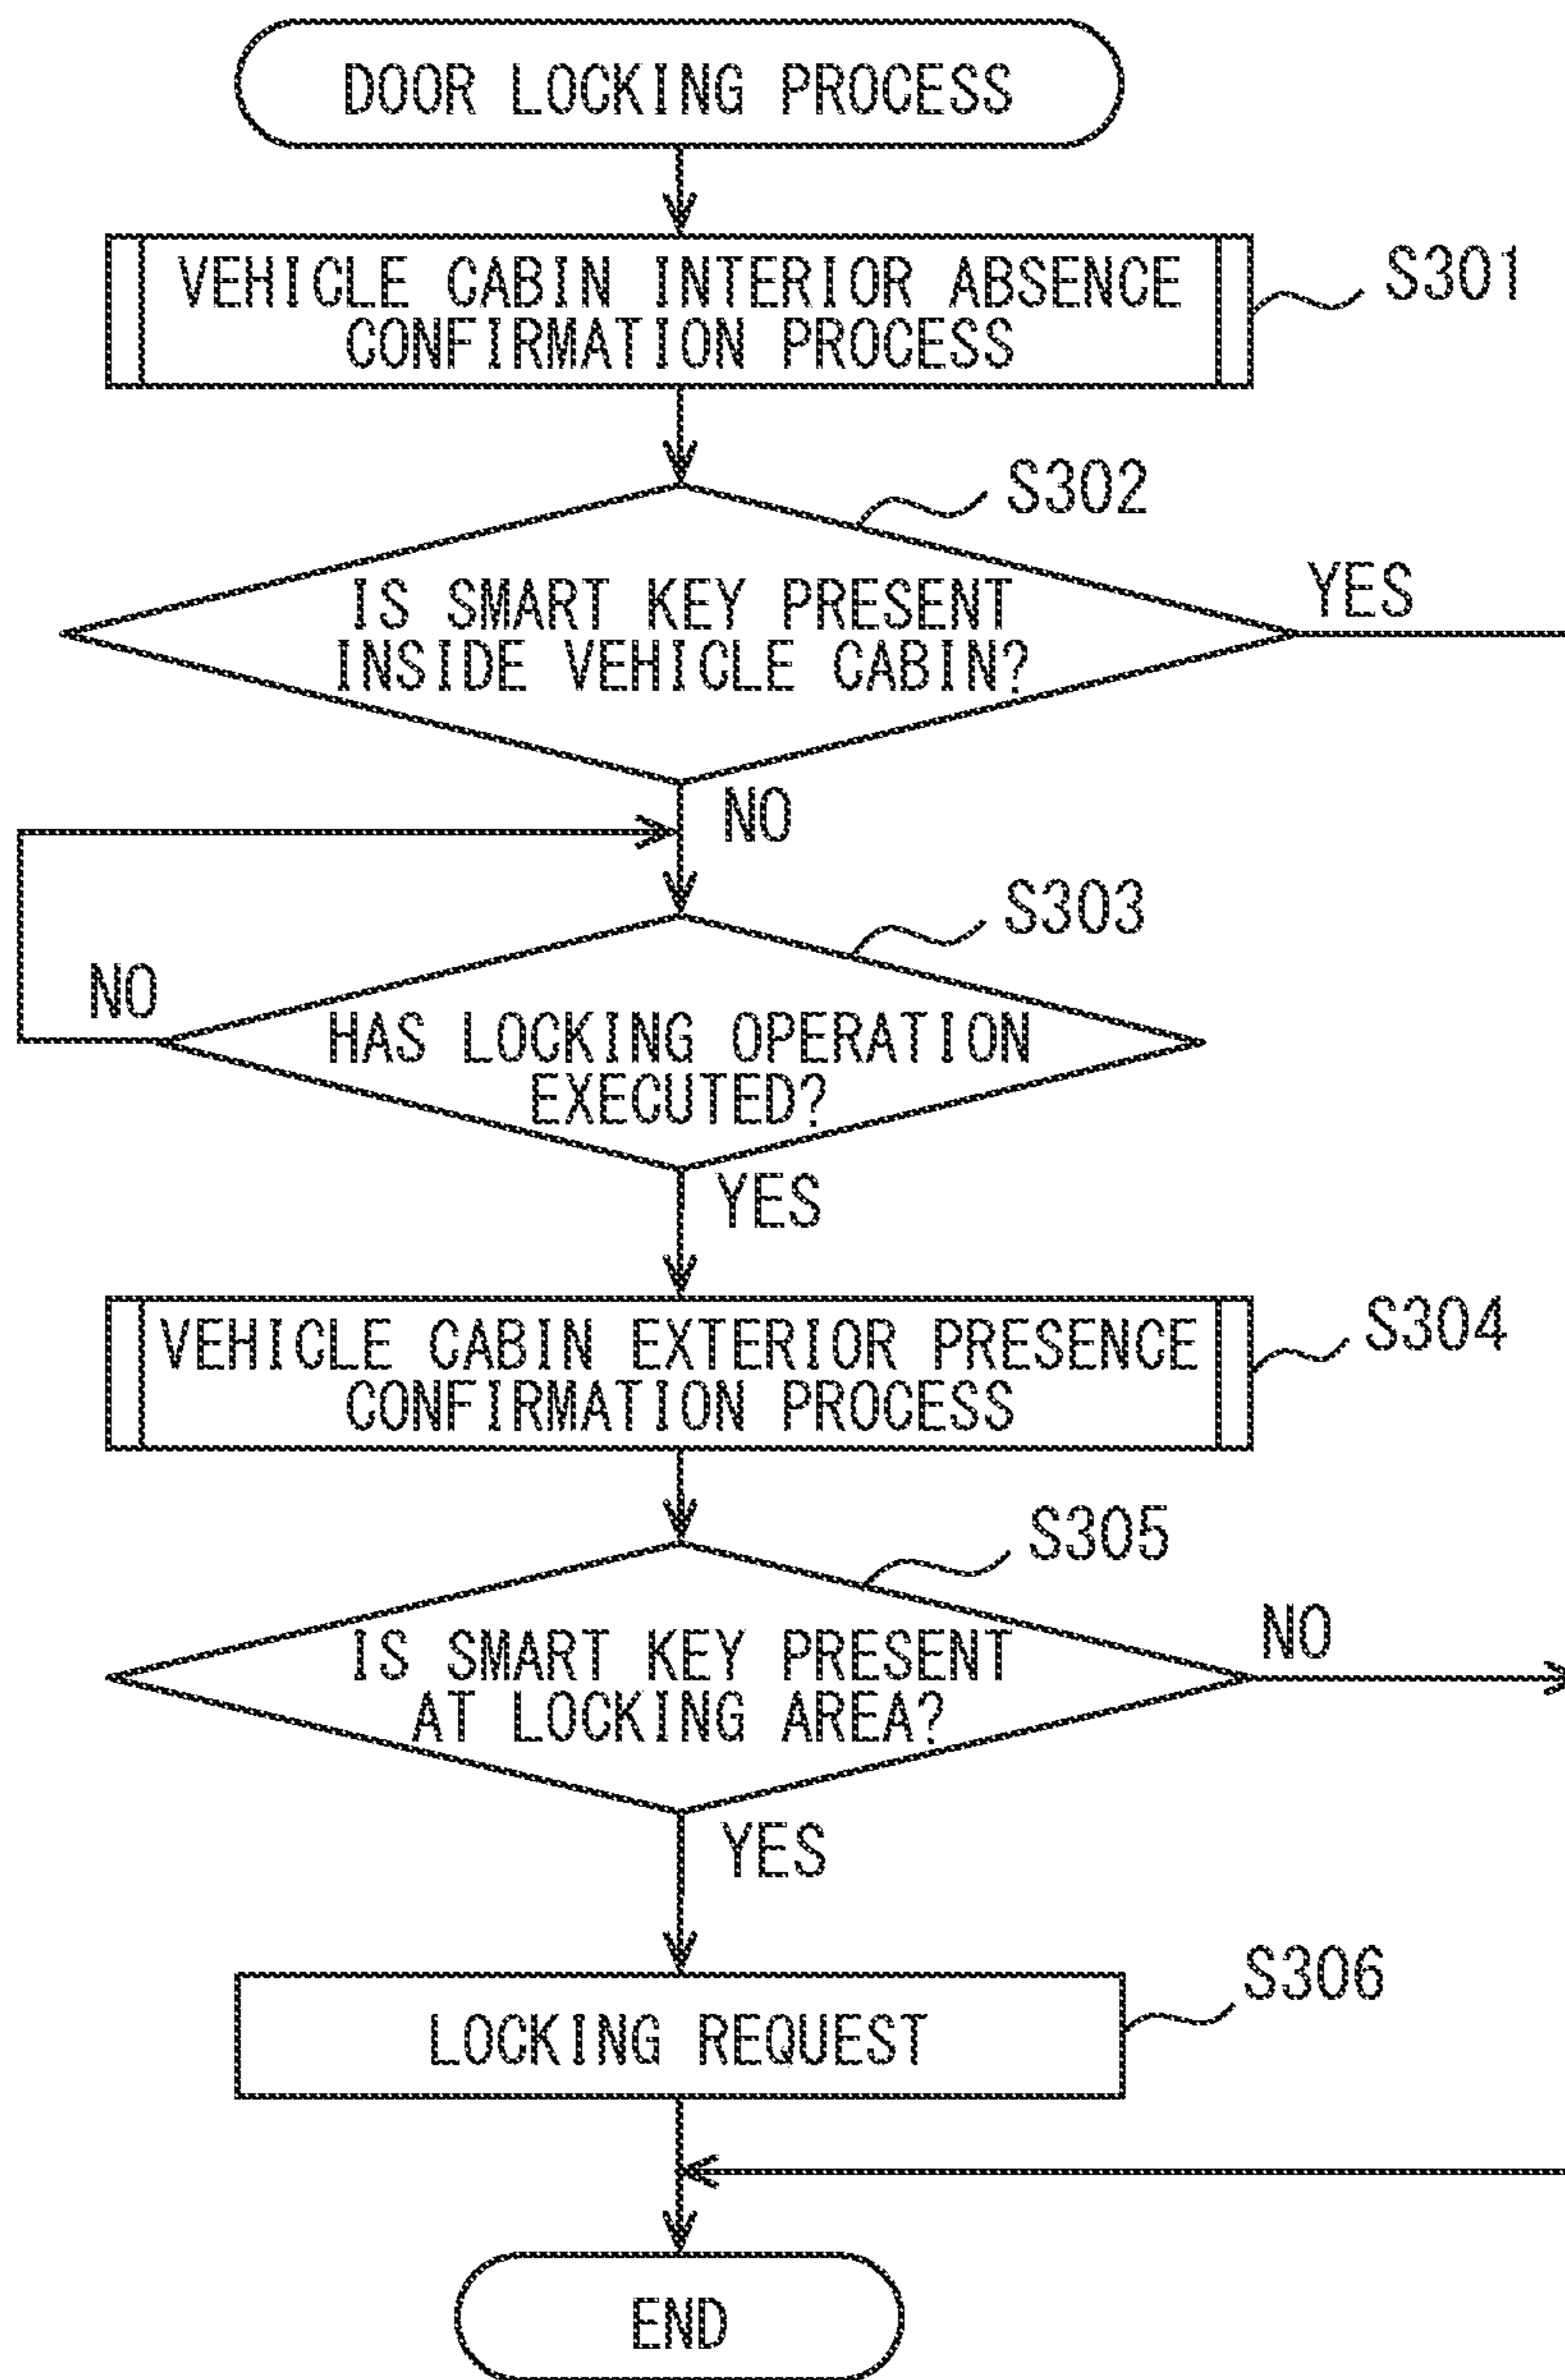 DOOR LOCKING PROCESS
VEHICLE CABIN INTERIOR ABSENCE
CONFIRMATION PROCESS
S301
S302
IS SMART KEY PRESENT
INSIDE VEHICLE CABIN?
YES
NO
S303
NO
HAS LOCKING OPERATION
EXECUTED?
YES
VEHICLE CABIN EXTERIOR PRESENCE
CONFIRMATION PROCESS
S304
S305
IS SMART KEY PRESENT
AT LOCKING AREA?
NO
YES
S306
LOCKING REQUEST
END